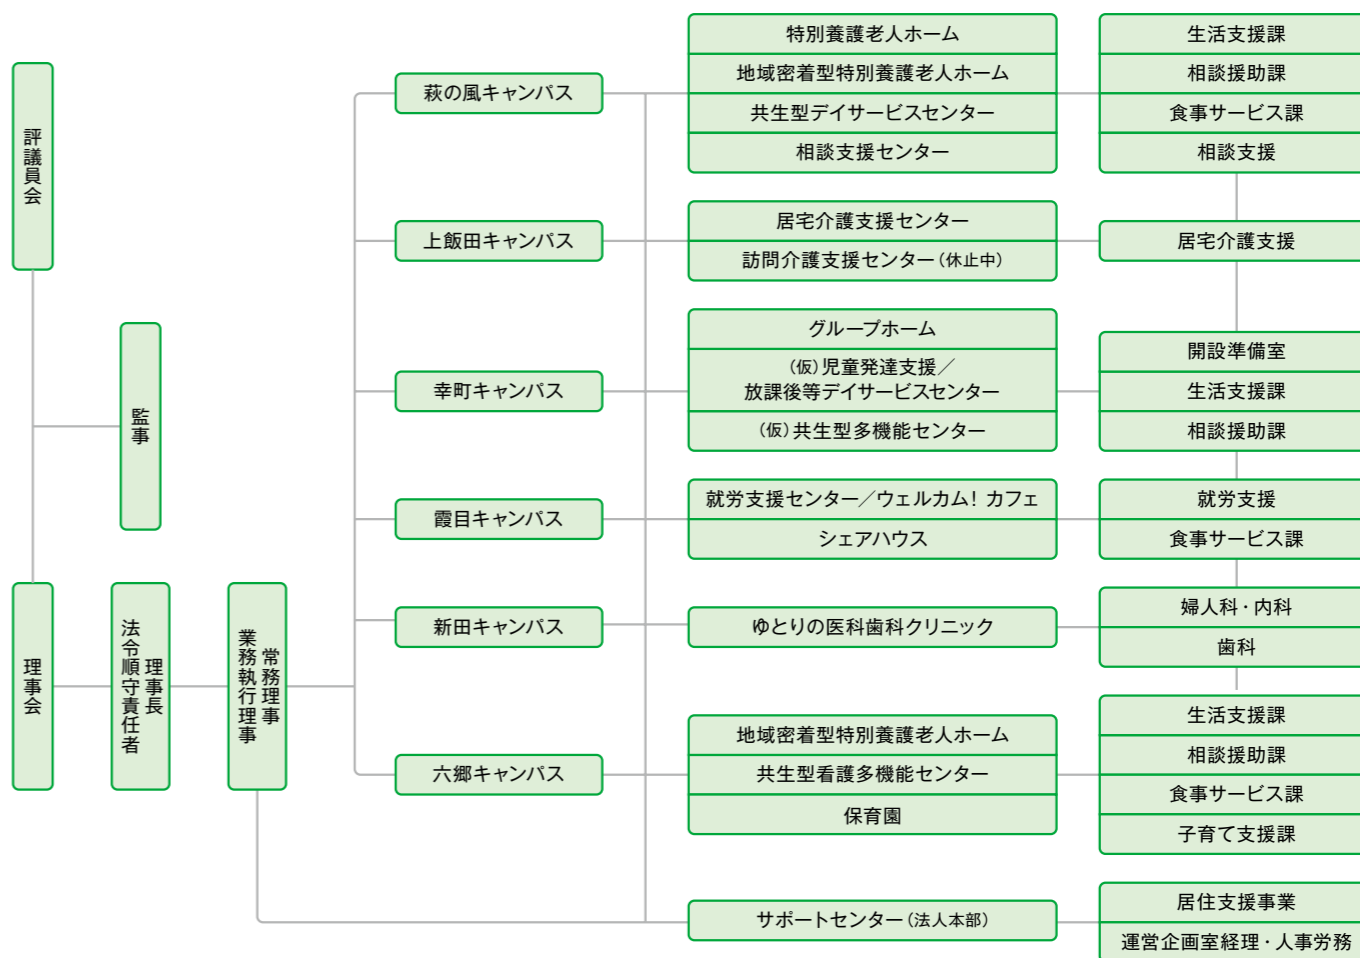 評議員会
監事
理事会
理事長
法令順守責任者
常務理事
業務執行理事
萩の風キャンパス
特別養護老人ホーム
地域密着型特別養護老人ホーム
共生型デイサービスセンター
相談支援センター
生活支援課
相談援助課
食事サービス課
相談支援
上飯田キャンパス
居宅介護支援センター
訪問介護支援センター(休止中)
居宅介護支援
幸町キャンパス
グループホーム
(仮)児童発達支援/
放課後等デイサービスセンター
(仮)共生型多機能センター
開設準備室
生活支援課
相談援助課
霞目キャンパス
就労支援センター/ウェルカム! カフェ
シェアハウス
就労支援
食事サービス課
新田キャンパス
ゆとりの医科歯科クリニック
婦人科・内科
歯科
六郷キャンパス
地域密着型特別養護老人ホーム
共生型看護多機能センター
保育園
生活支援課
相談援助課
食事サービス課
子育て支援課
サポートセンター(法人本部)
居住支援事業
運営企画室経理・人事労務